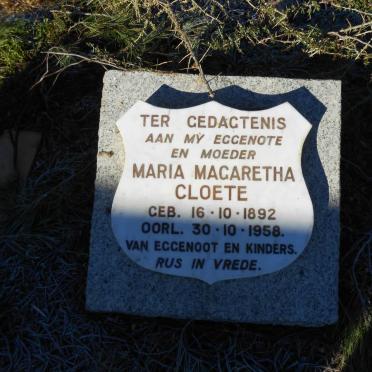 TER GEDAGTENIS
AAN MY EGGENOTE
EN MOEDER
MARIA MAGARETHA
CLOETE
GEB. 16·10·1892
OORL. 30·10·1958.
VAN EGGENOOT EN KINDERS.
RUS IN VREDE.